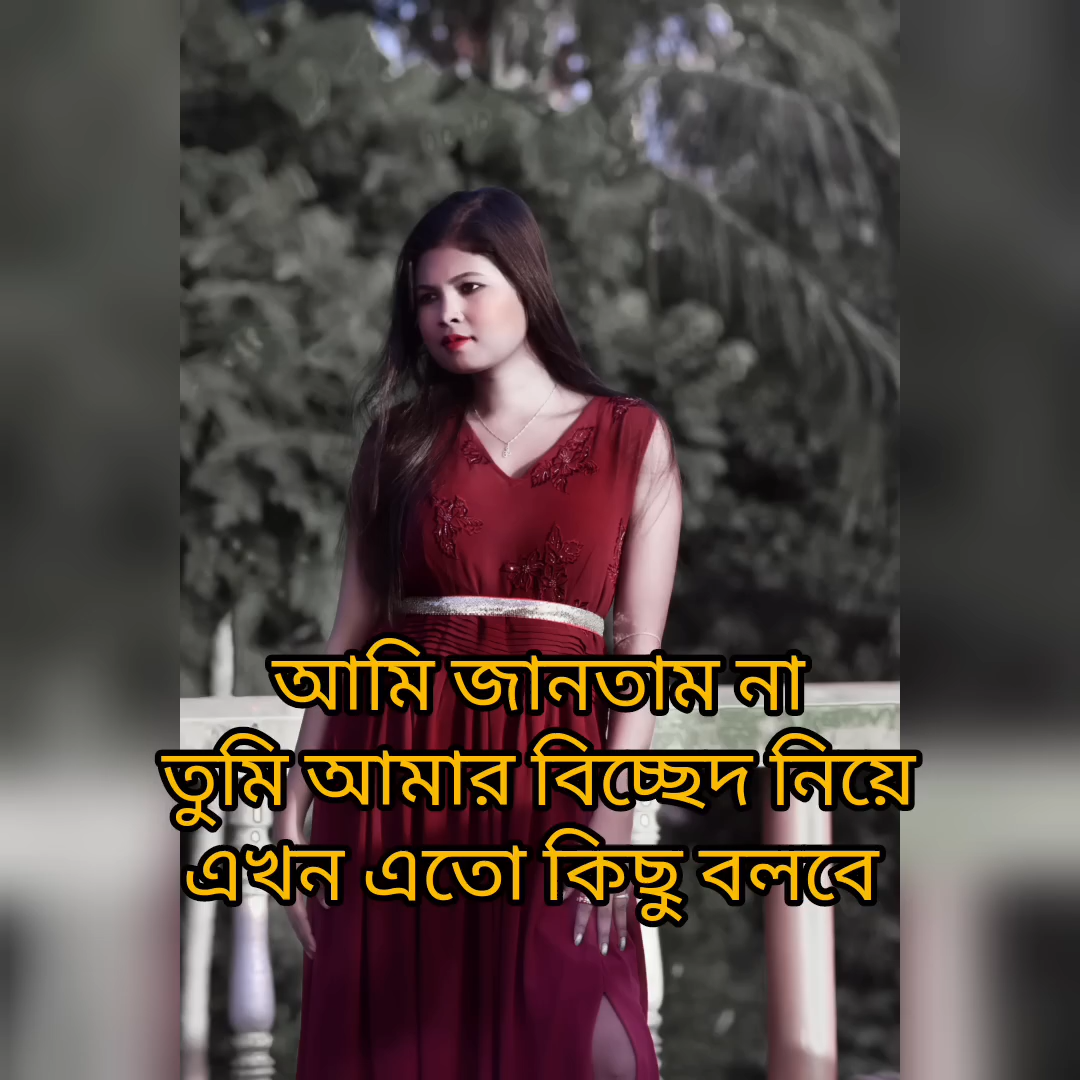 আমি জানতাম না
তুমি আমার বিচ্ছেদ নিয়ে
এখন এতো কিছু বলবে